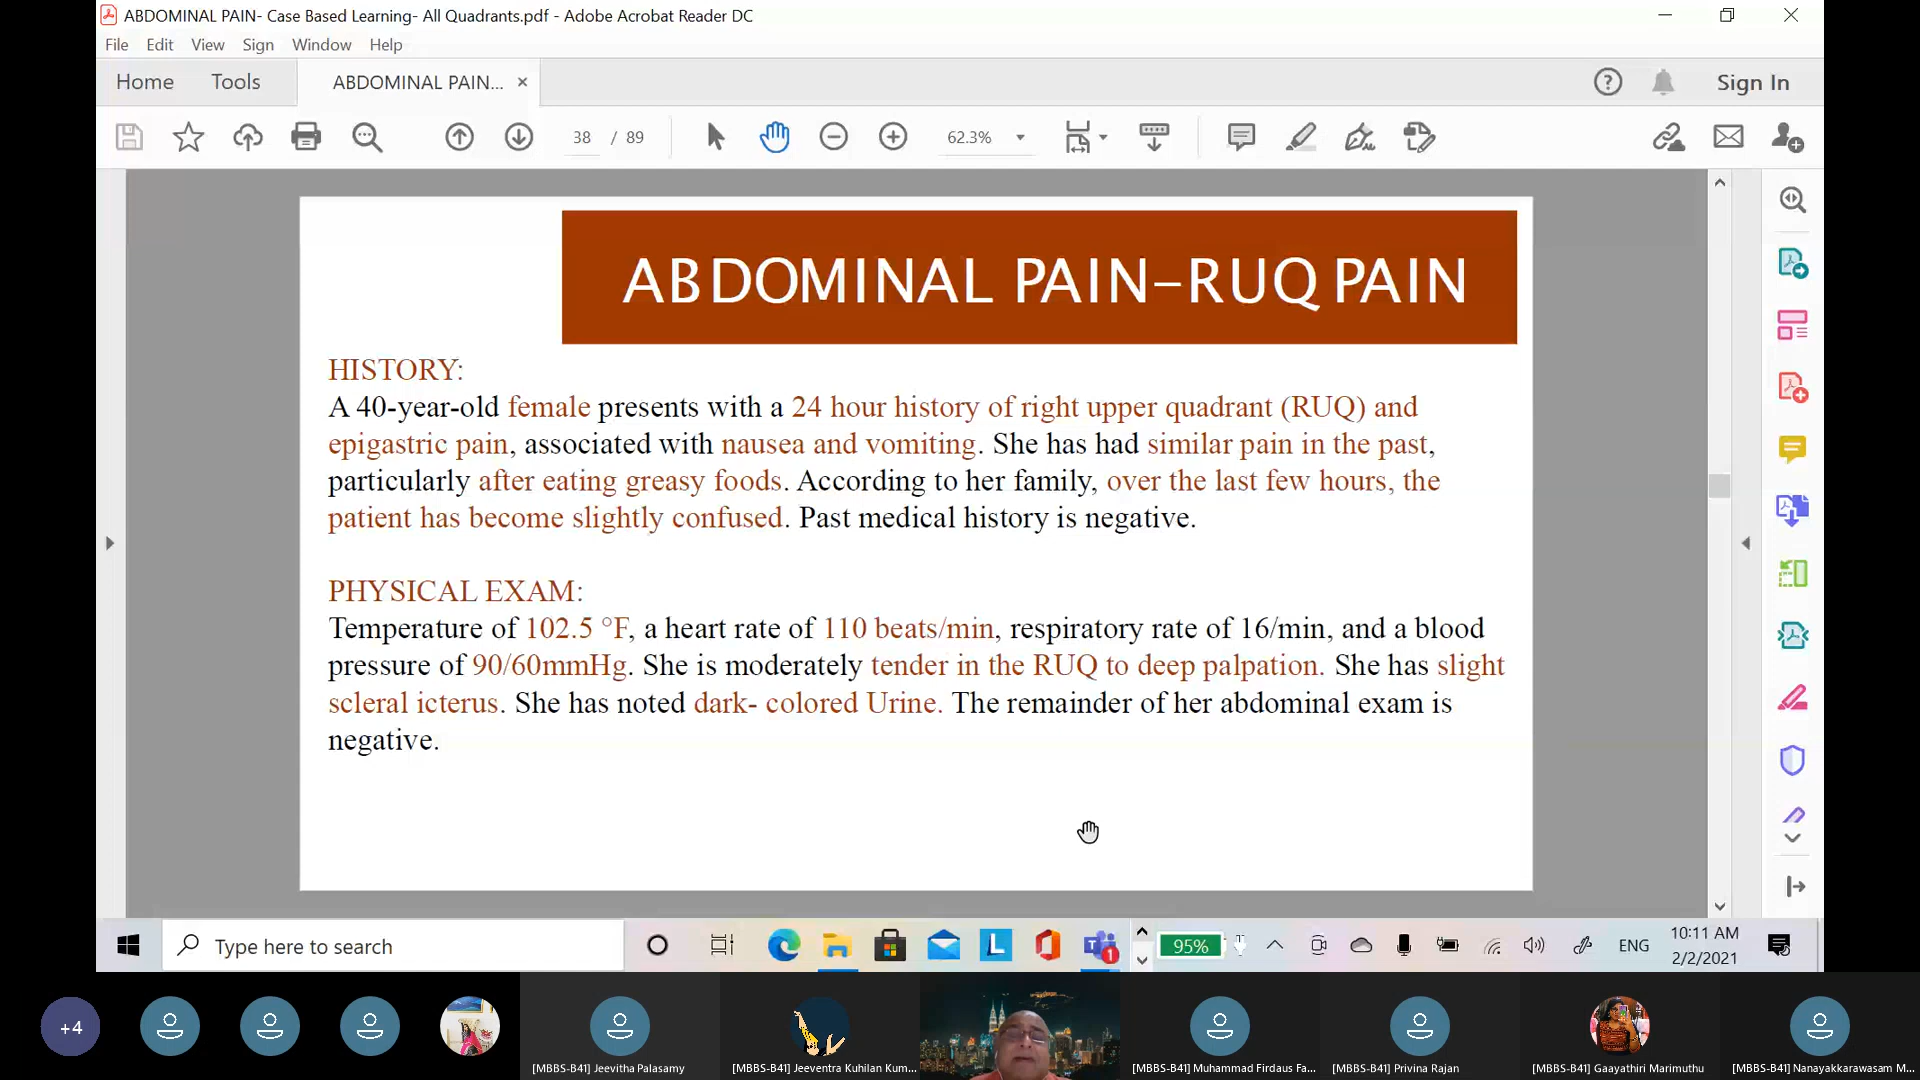 ABDOMINAL PAIN- Case Based Learning- All Quadrants.pdf - Adobe Acrobat Reader DC
File Edit View Sign Window Help
Home Tools ABDOMINAL PAIN... × Sign In
38 / 89 62.3%
ABDOMINAL PAIN–RUQ PAIN
HISTORY:
A 40-year-old female presents with a 24 hour history of right upper quadrant (RUQ) and
epigastric pain, associated with nausea and vomiting. She has had similar pain in the past,
particularly after eating greasy foods. According to her family, over the last few hours, the
patient has become slightly confused. Past medical history is negative.
PHYSICAL EXAM:
Temperature of 102.5 °F, a heart rate of 110 beats/min, respiratory rate of 16/min, and a blood
pressure of 90/60mmHg. She is moderately tender in the RUQ to deep palpation. She has slight
scleral icterus. She has noted dark- colored Urine. The remainder of her abdominal exam is
negative.
Type here to search
L
1
95%
ENG
10:11 AM
2/2/2021
+4
[MBBS-B41] Jeevitha Palasamy
[MBBS-B41] Jeeventra Kuhilan Kum...
[MBBS-B41] Muhammad Firdaus Fa...
[MBBS-B41] Privina Rajan
[MBBS-B41] Gaayathiri Marimuthu
[MBBS-B41] Nanayakkarawasam M...